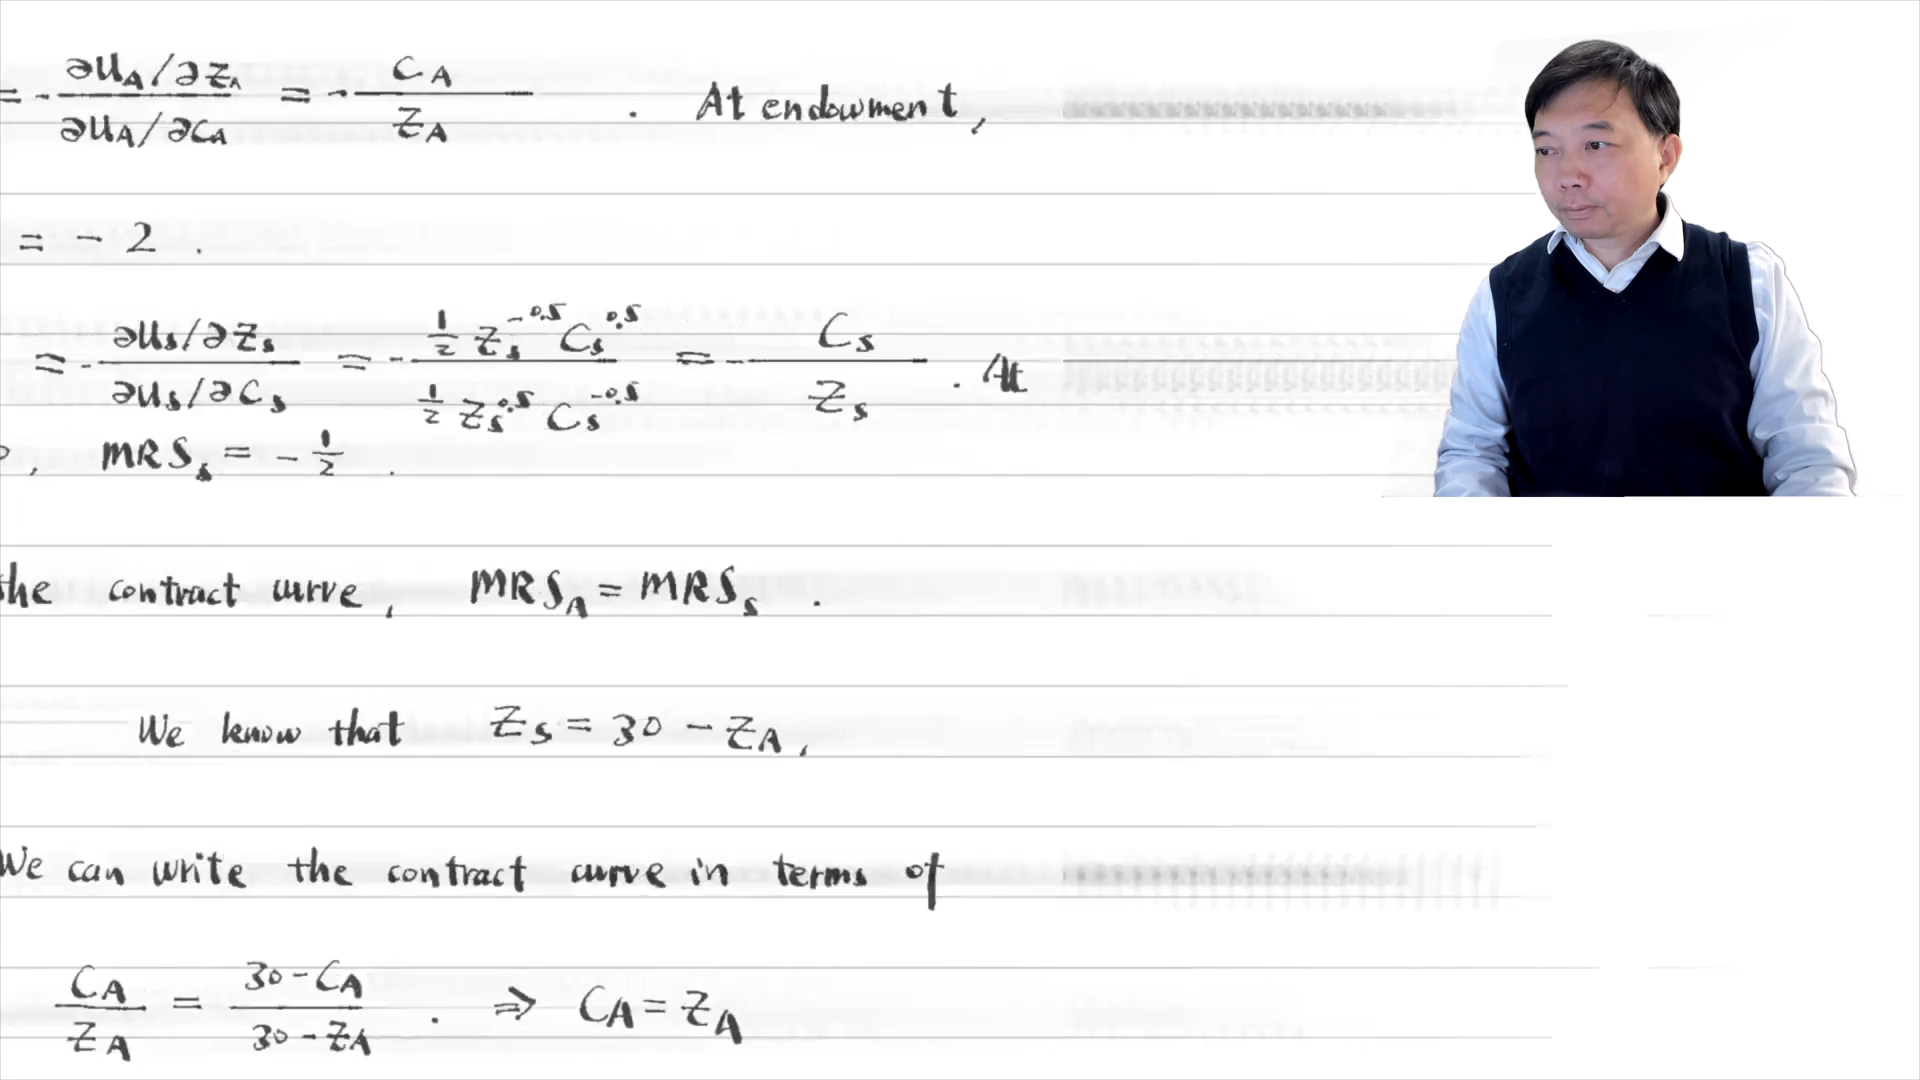 = - ∂U_A/∂Z_A / ∂U_A/∂C_A = - C_A / Z_A . At endowment,
= - 2 .
= - ∂U_S/∂Z_S / ∂U_S/∂C_S = - 1/2 Z_S^-0.5 C_S^0.5 / 1/2 Z_S^0.5 C_S^-0.5 = - C_S / Z_S . At
, MRS_S = - 1/2 .
the contract curve, MRS_A = MRS_S .
We know that Z_S = 30 - Z_A,
We can write the contract curve in terms of
C_A / Z_A = 30 - C_A / 30 - Z_A . ⇒ C_A = Z_A